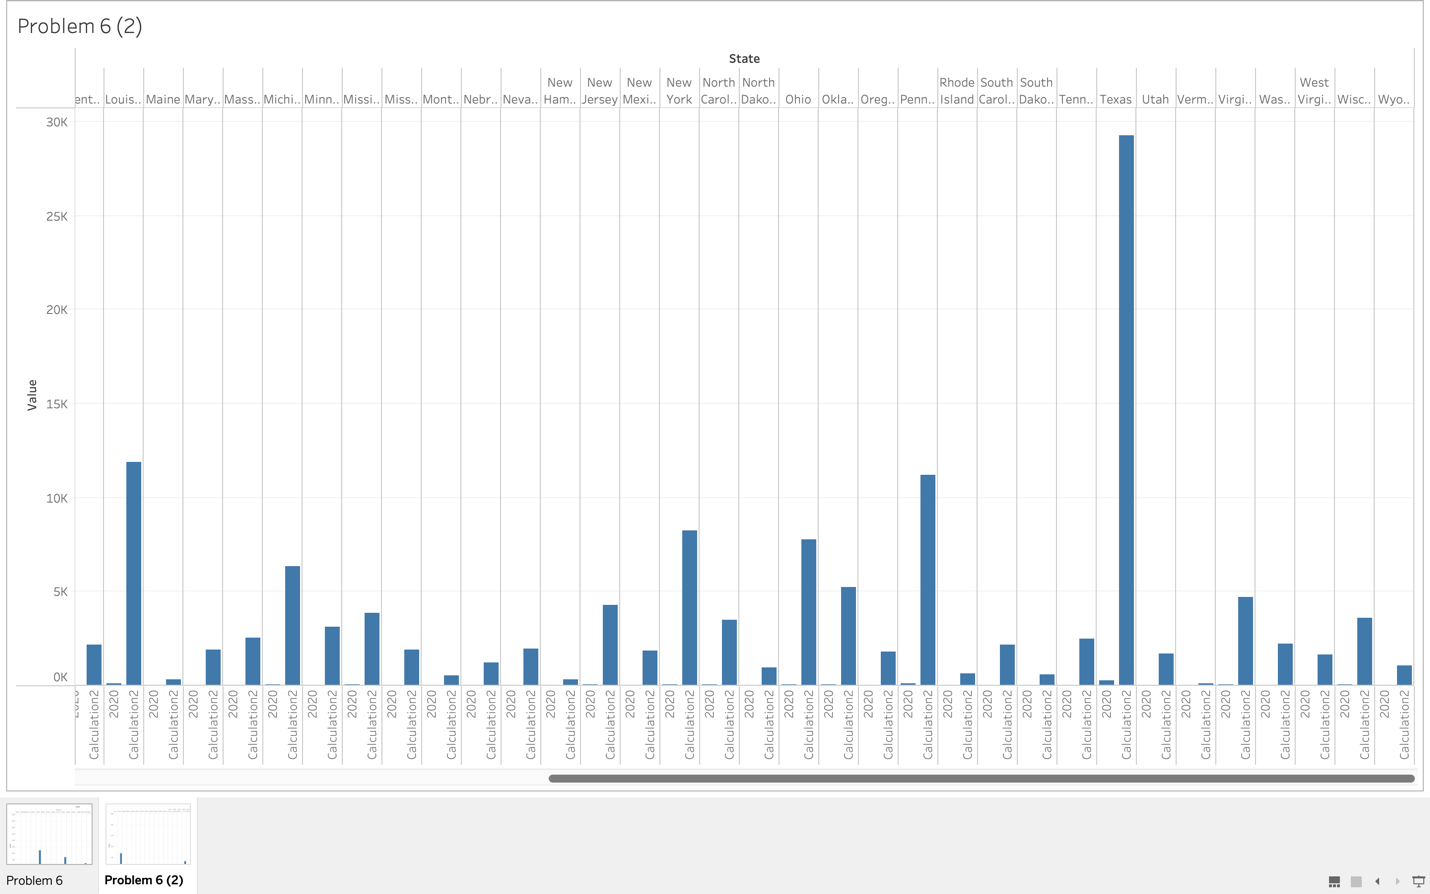 Problem 6 (2)
State
ent.. Louis.. Maine Mary.. Mass.. Michi.. Minn.. Missi.. Miss.. Mont.. Nebr.. Neva.. New Ham.. New Jersey New Mexi.. New York North Carol.. North Dako.. Ohio Okla.. Oreg.. Penn.. Rhode Island South Carol.. South Dako.. Tenn.. Texas Utah Verm.. Virgi.. Was.. West Virgi.. Wisc.. Wyo..
30K
25K
20K
15K
10K
5K
0K
Value
2020 Calculation2 2020 Calculation2 2020 Calculation2 2020 Calculation2 2020 Calculation2 2020 Calculation2 2020 Calculation2 2020 Calculation2 2020 Calculation2 2020 Calculation2 2020 Calculation2 2020 Calculation2 2020 Calculation2 2020 Calculation2 2020 Calculation2 2020 Calculation2 2020 Calculation2 2020 Calculation2 2020 Calculation2 2020 Calculation2 2020 Calculation2 2020 Calculation2 2020 Calculation2 2020 Calculation2 2020 Calculation2 2020 Calculation2 2020 Calculation2 2020 Calculation2 2020 Calculation2 2020 Calculation2 2020 Calculation2 2020 Calculation2 2020 Calculation2 2020 Calculation2
Problem 6
Problem 6 (2)